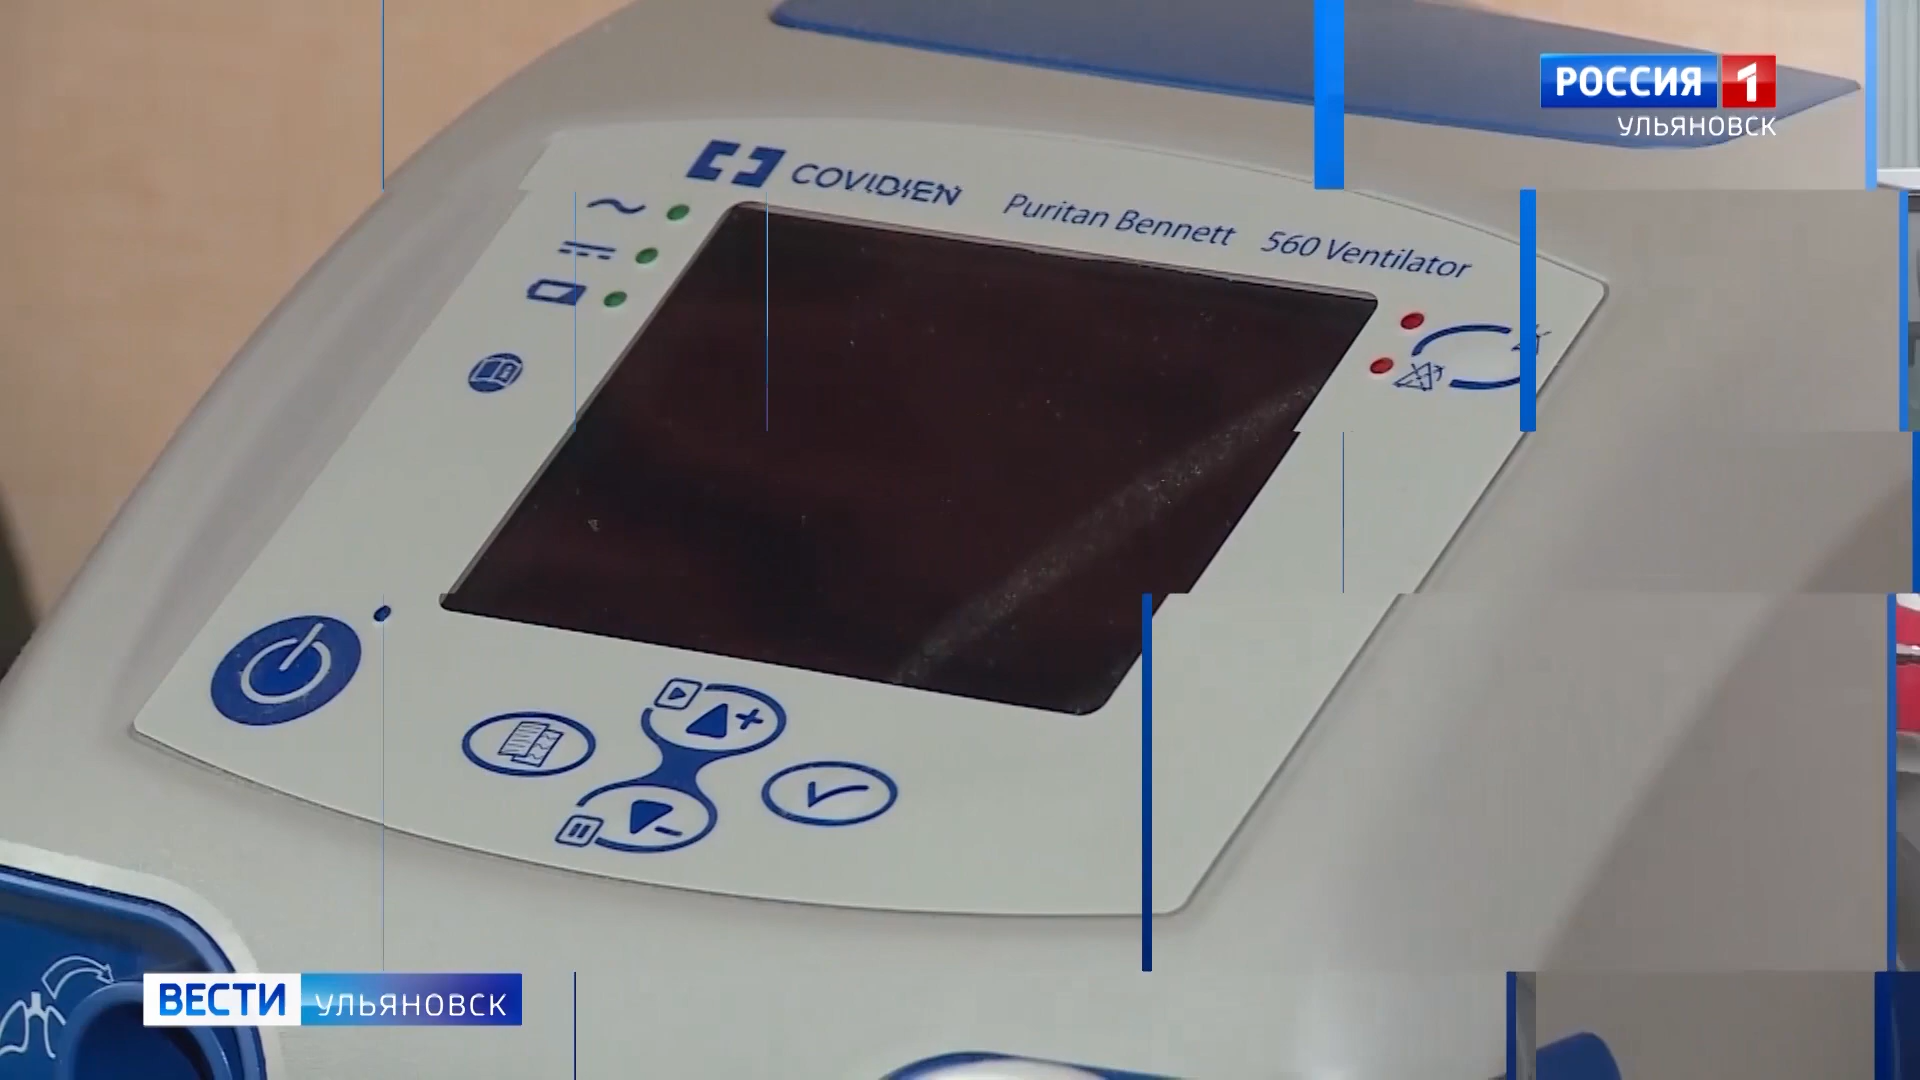 РОССИЯ 1
УЛЬЯНОВСК
COVIDIEN
Puritan Bennett 560 Ventilator
ВЕСТИ УЛЬЯНОВСК